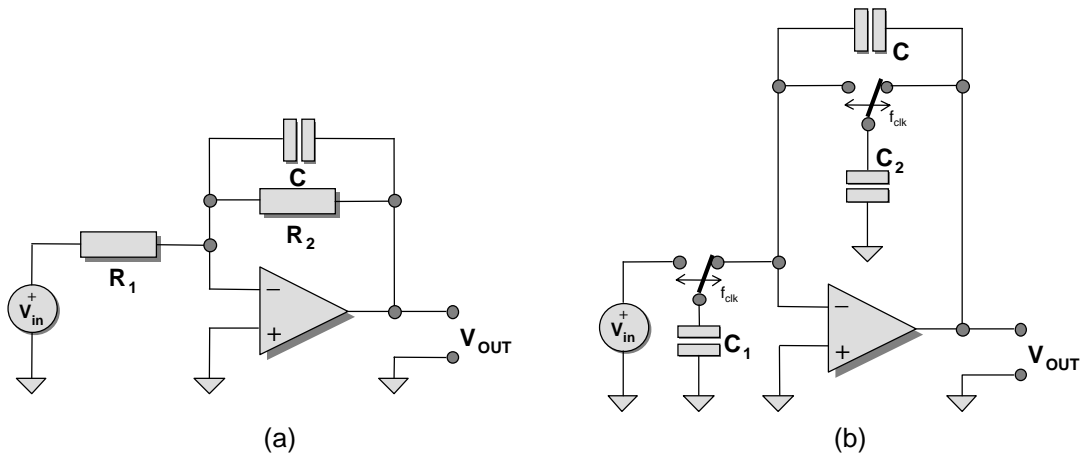 C
R2
R1
+
Vin
−
+
VOUT
(a)
C
fclk
C2
fclk
+
Vin
C1
−
+
VOUT
(b)